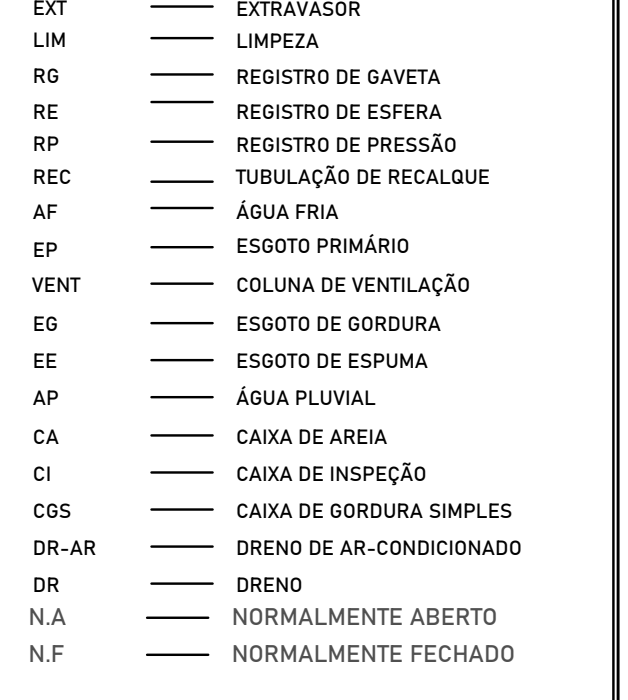 EXT EXTRAVASOR
LIM LIMPEZA
RG REGISTRO DE GAVETA
RE REGISTRO DE ESFERA
RP REGISTRO DE PRESSÃO
REC TUBULAÇÃO DE RECALQUE
AF ÁGUA FRIA
EP ESGOTO PRIMÁRIO
VENT COLUNA DE VENTILAÇÃO
EG ESGOTO DE GORDURA
EE ESGOTO DE ESPUMA
AP ÁGUA PLUVIAL
CA CAIXA DE AREIA
CI CAIXA DE INSPEÇÃO
CGS CAIXA DE GORDURA SIMPLES
DR-AR DRENO DE AR-CONDICIONADO
DR DRENO
N.A NORMALMENTE ABERTO
N.F NORMALMENTE FECHADO